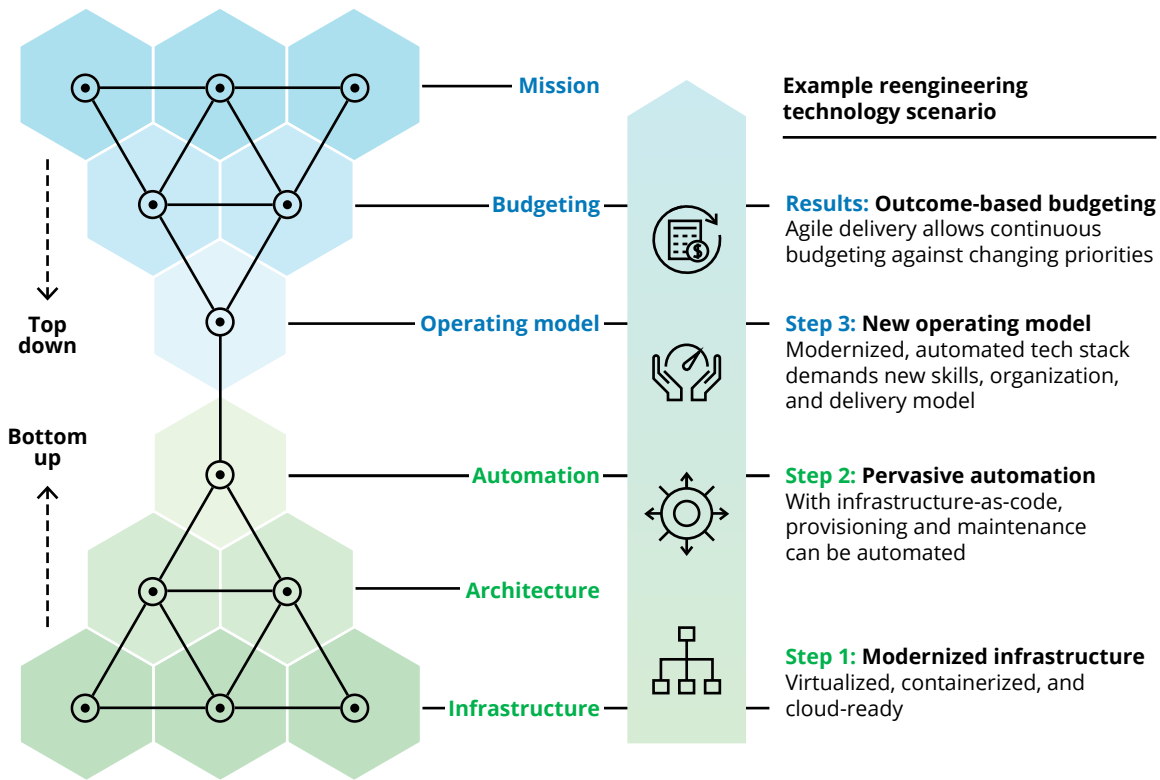 Mission
Budgeting
Operating model
Top
down
Bottom
up
Automation
Architecture
Infrastructure
$
Example reengineering
technology scenario
Results: Outcome-based budgeting
Agile delivery allows continuous
budgeting against changing priorities
Step 3: New operating model
Modernized, automated tech stack
demands new skills, organization,
and delivery model
Step 2: Pervasive automation
With infrastructure-as-code,
provisioning and maintenance
can be automated
Step 1: Modernized infrastructure
Virtualized, containerized, and
cloud-ready